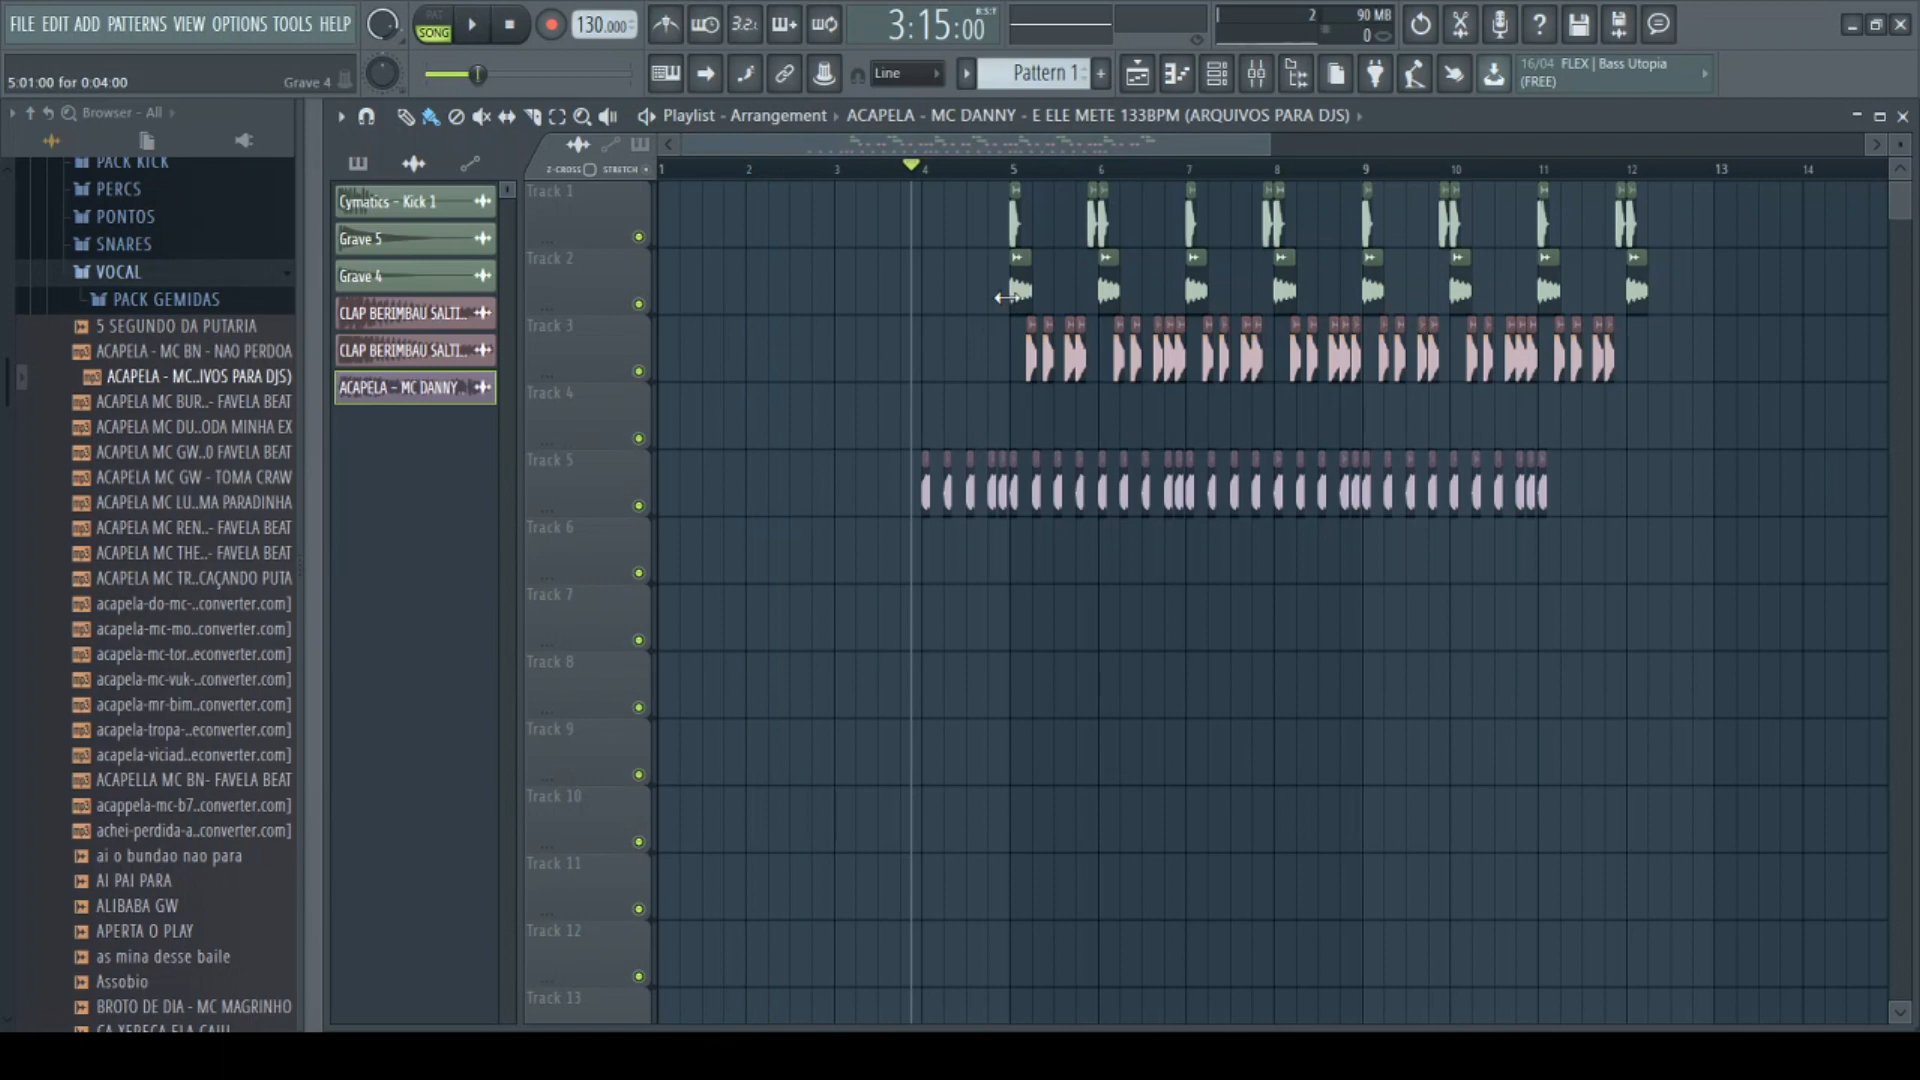 FILE EDIT ADD PATTERNS VIEW OPTIONS TOOLS HELP
PAT
SONG
130.000
3:15:00
B:S:T
2
90 MB
0
5:01:00 for 0:04:00
Grave 4
Line
Pattern 1
16/04 FLEX | Bass Utopia
(FREE)
Browser - All
Playlist - Arrangement
ACAPELA - MC DANNY - E ELE METE 133BPM (ARQUIVOS PARA DJS)
PACK KICK
PERCS
PONTOS
SNARES
VOCAL
PACK GEMIDAS
5 SEGUNDO DA PUTARIA
ACAPELA - MC BN - NAO PERDOA
ACAPELA - MC..IVOS PARA DJS)
ACAPELA MC BUR..- FAVELA BEAT
ACAPELA MC DU..ODA MINHA EX
ACAPELA MC GW..O FAVELA BEAT
ACAPELA MC GW - TOMA CRAW
ACAPELA MC LU..MA PARADINHA
ACAPELA MC REN..- FAVELA BEAT
ACAPELA MC THE..- FAVELA BEAT
ACAPELA MC TR..CAÇANDO PUTA
acapela-do-mc-..converter.com]
acapela-mc-mo..converter.com]
acapela-mc-tor..econverter.com]
acapela-mc-vuk-..converter.com]
acapela-mr-bim..converter.com]
acapela-tropa-..econverter.com]
acapela-viciad..econverter.com]
ACAPELLA MC BN- FAVELA BEAT
acappela-mc-b7..converter.com]
achei-perdida-a..converter.com]
ai o bundao nao para
AI PAI PARA
ALIBABA GW
APERTA O PLAY
as mina desse baile
Assobio
BROTO DE DIA - MC MAGRINHO
Cymatics - Kick 1
Grave 5
Grave 4
CLAP BERIMBAU SALTI..
CLAP BERIMBAU SALTI..
ACAPELA - MC DANNY
Z-CROSS STRETCH
1 2 3 4 5 6 7 8 9 10 11 12 13 14
Track 1
Track 2
Track 3
Track 4
Track 5
Track 6
Track 7
Track 8
Track 9
Track 10
Track 11
Track 12
Track 13